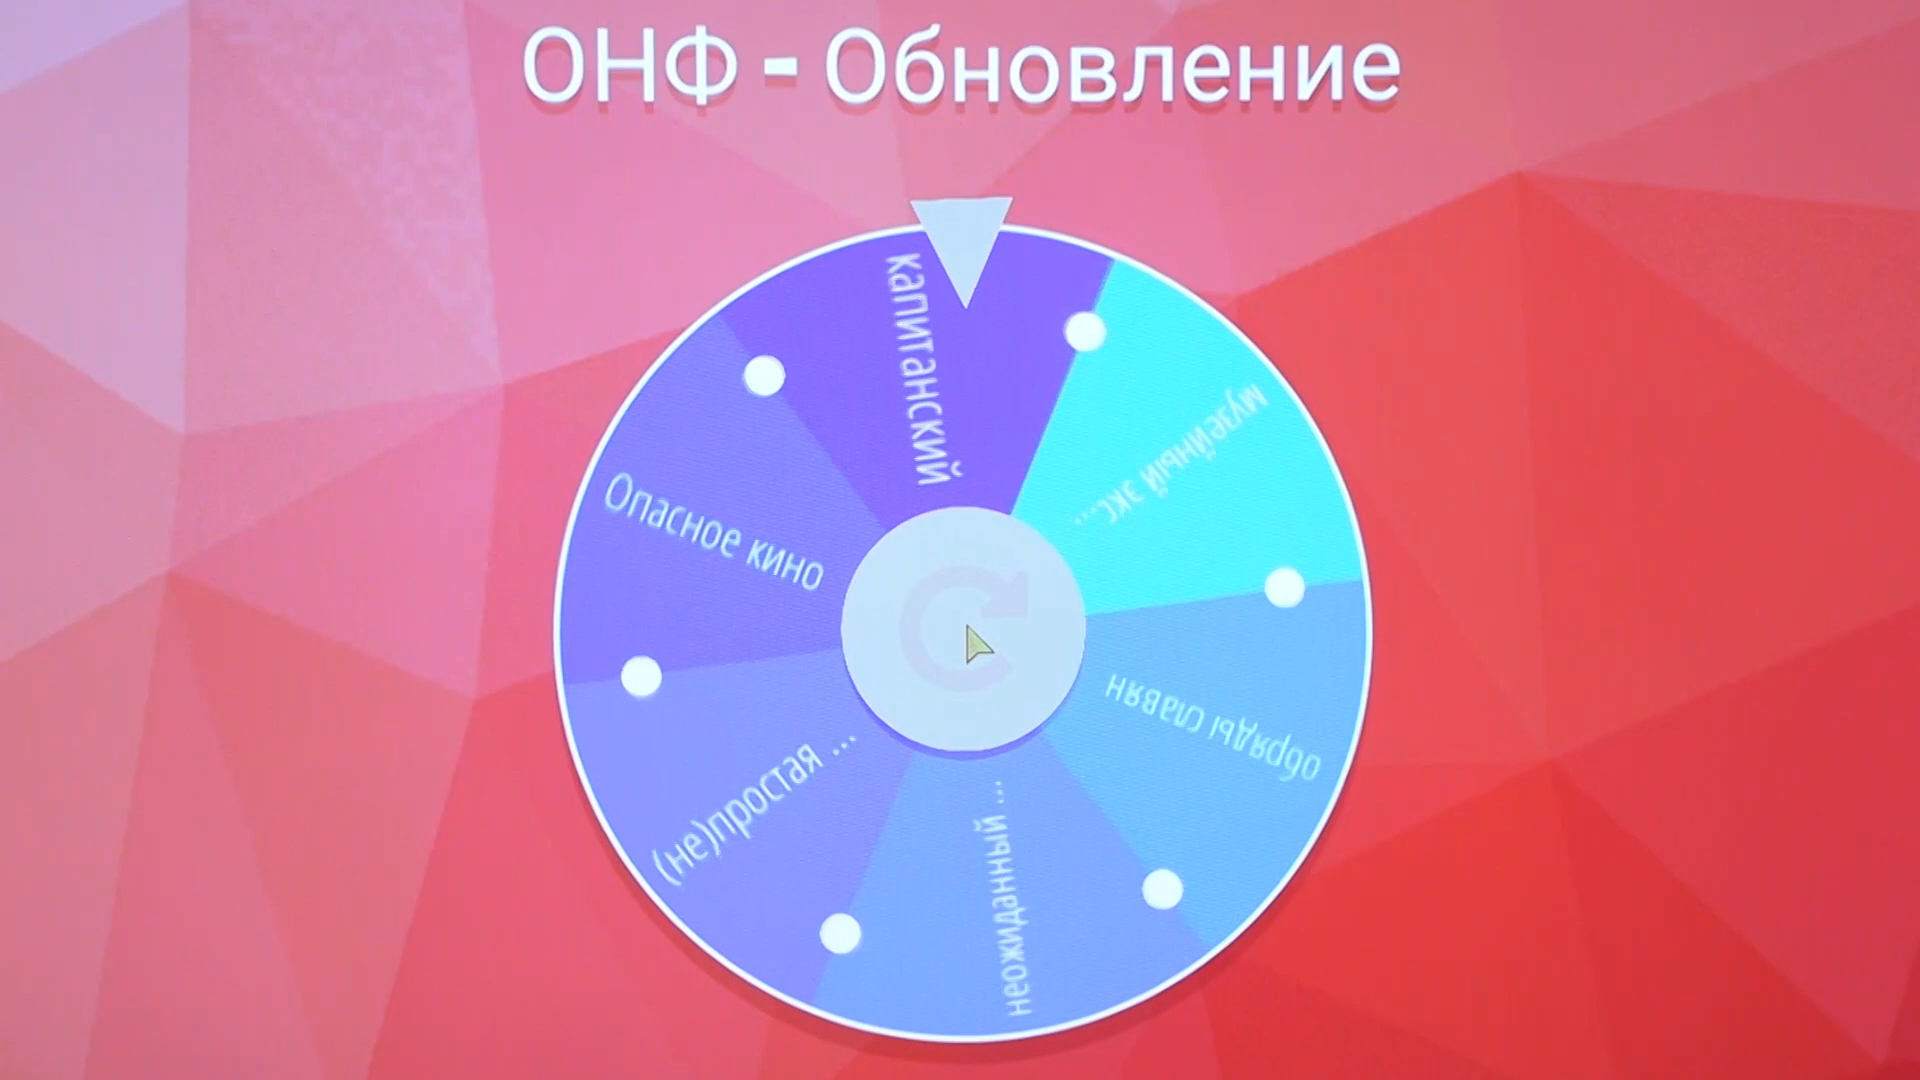 ОНФ - Обновление
капитанский
музейный экс...
обряды славян
неожиданный ...
(не)простая ...
Опасное кино